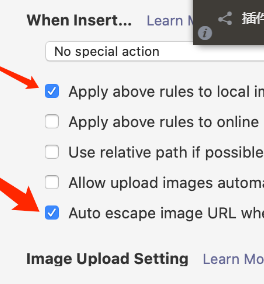 When Insert... Learn M
插件
No special action
Apply above rules to local im
Apply above rules to online
Use relative path if possible
Allow upload images automa
Auto escape image URL whe
Image Upload Setting Learn Mo